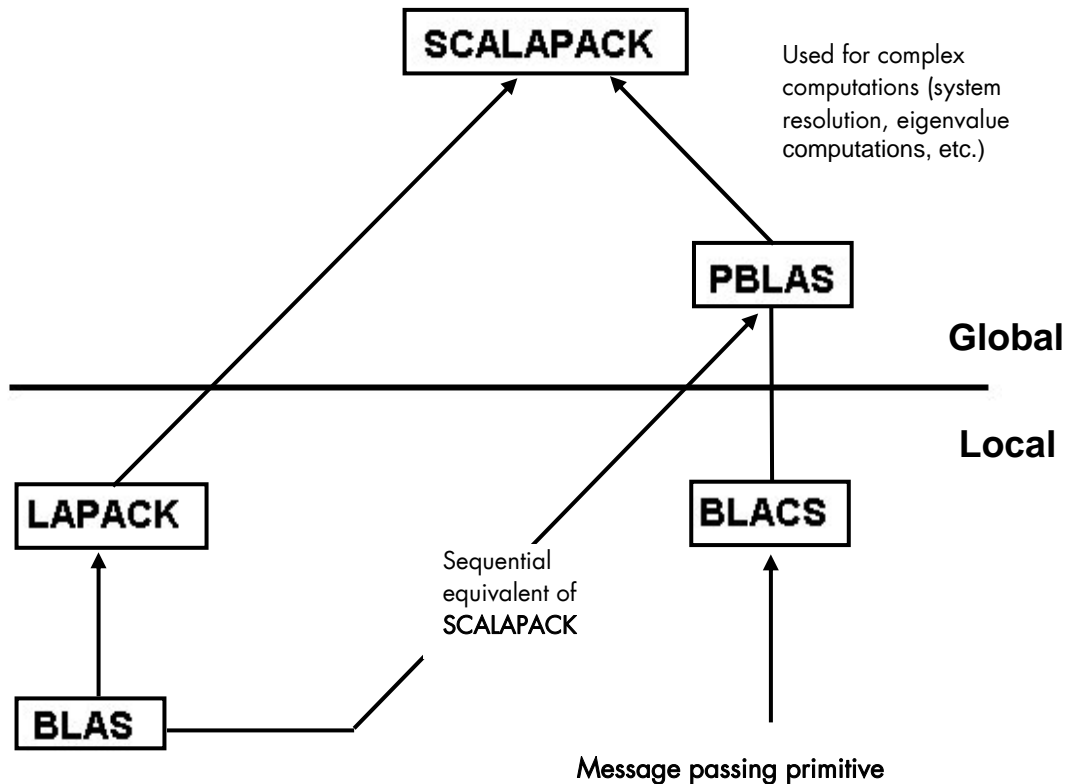 SCALAPACK
Used for complex
computations (system
resolution, eigenvalue
computations, etc.)
PBLAS
Global
Local
LAPACK
BLACS
Sequential
equivalent of
SCALAPACK
BLAS
Message passing primitive